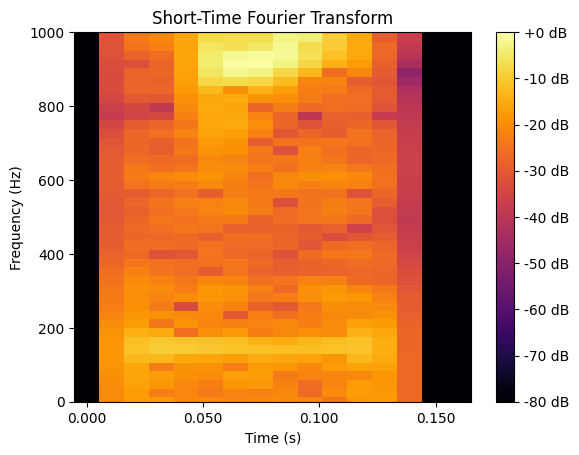 Short-Time Fourier Transform
Frequency (Hz)
1000
800
600
400
200
0
0.000
0.050
0.100
0.150
Time (s)
+0 dB
-10 dB
-20 dB
-30 dB
-40 dB
-50 dB
-60 dB
-70 dB
-80 dB